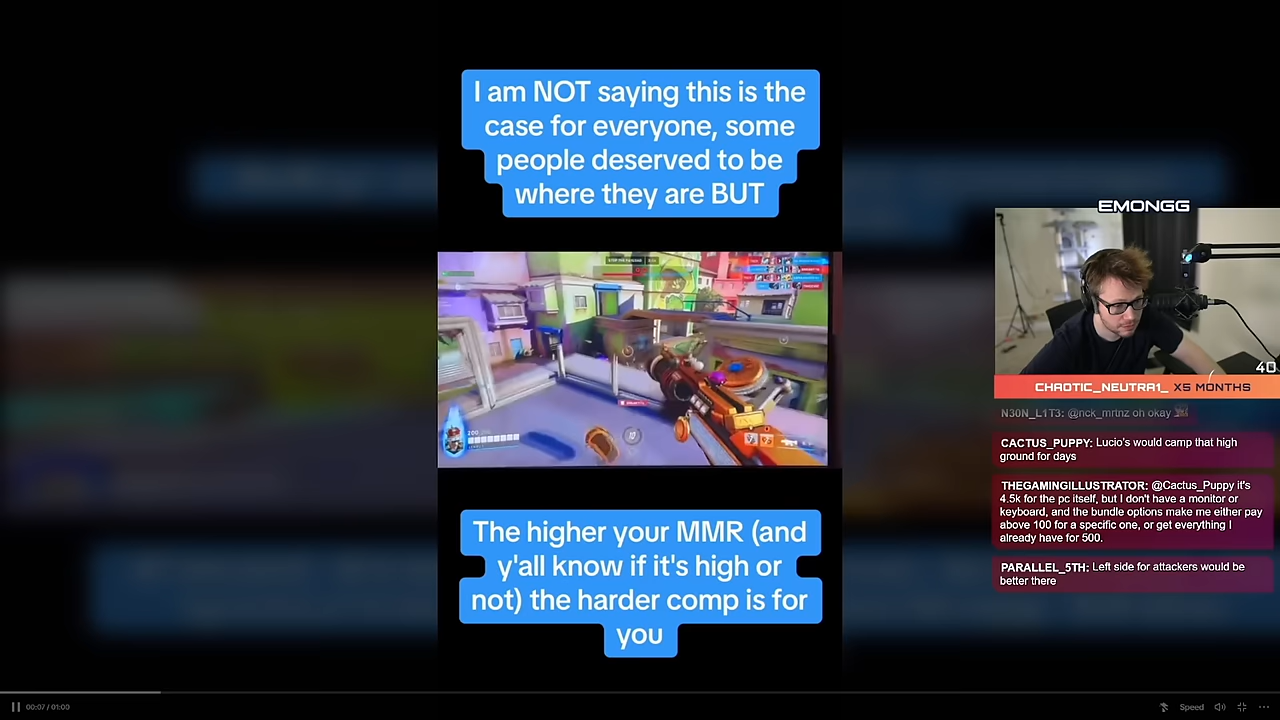 I am NOT saying this is the
case for everyone, some
people deserved to be
where they are BUT
200
The higher your MMR (and
y'all know if it's high or
not) the harder comp is for
you
EMONGG
40
CHAOTIC_NEUTRA1_ X5 MONTHS
N30N_L1T3: @nck_mrtnz oh okay
CACTUS_PUPPY: Lucio's would camp that high
ground for days
THEGAMINGILLUSTRATOR: @Cactus_Puppy it's
4.5k for the pc itself, but I don't have a monitor or
keyboard, and the bundle options make me either pay
above 100 for a specific one, or get everything I
already have for 500.
PARALLEL_5TH: Left side for attackers would be
better there
00:07 / 01:00
Speed